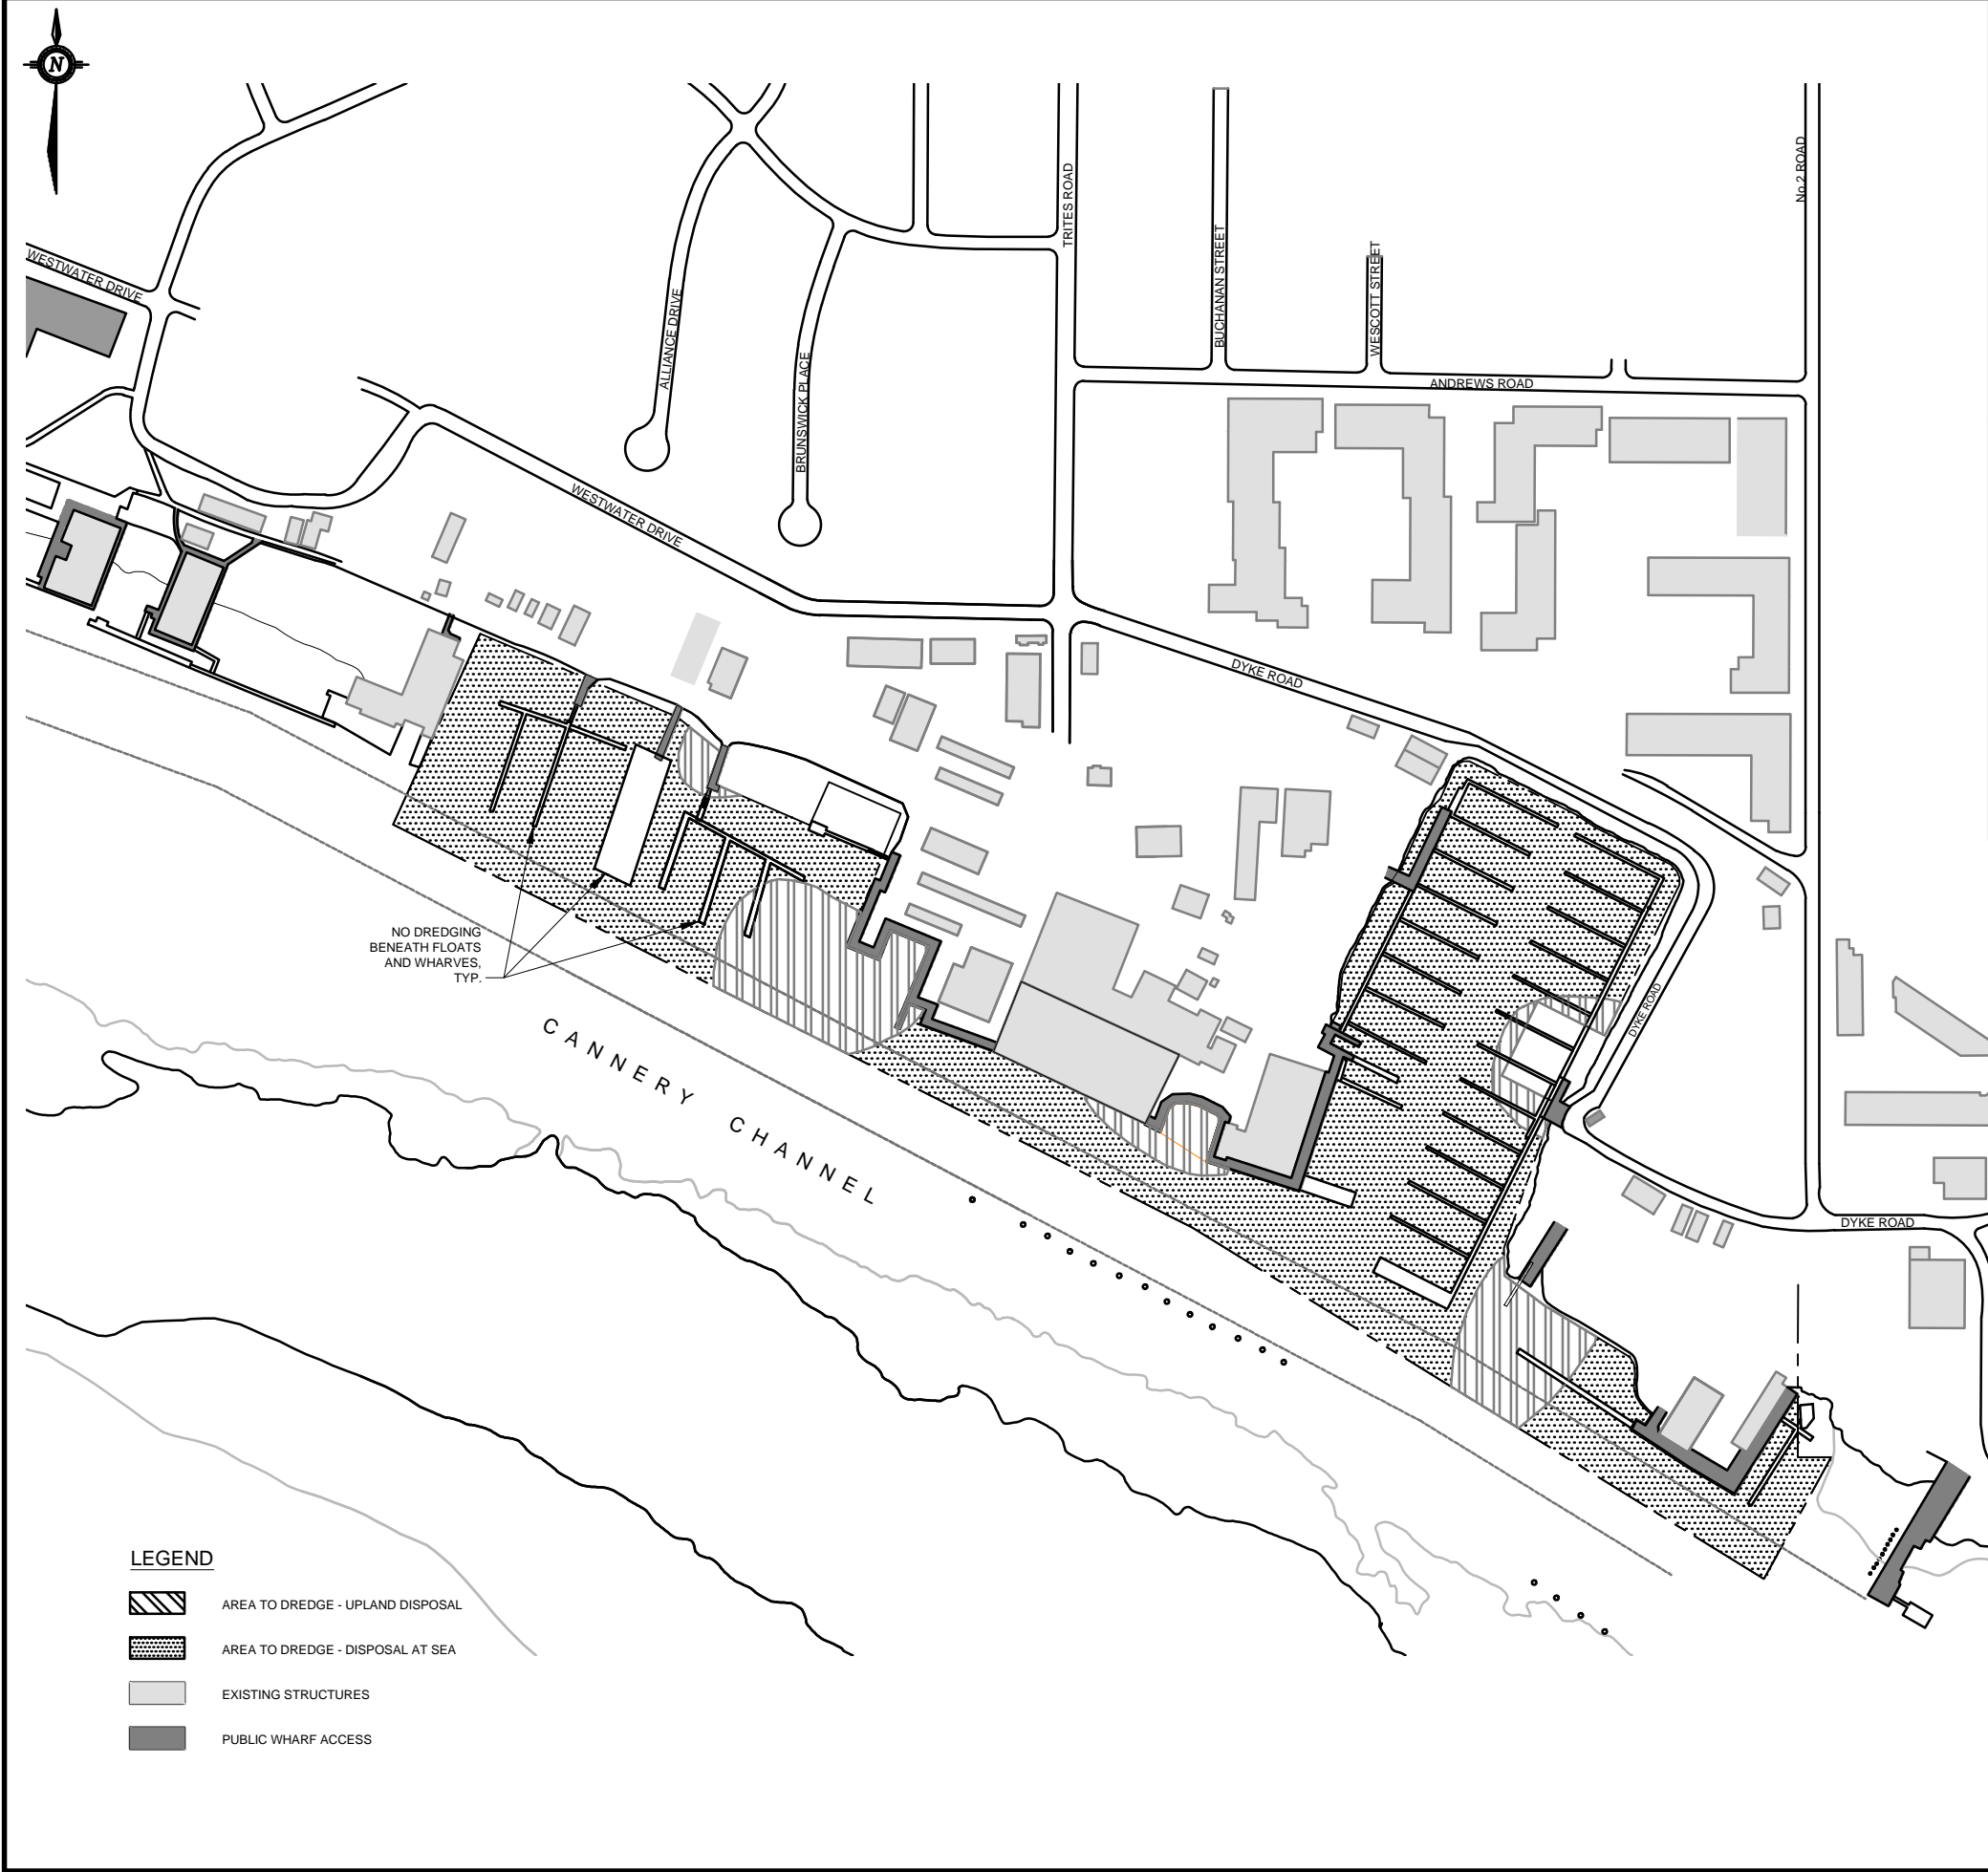 N
No.2 ROAD
TRITES ROAD
BUCHANAN STREET
WESCOTT STREET
WESTWATER DRIVE
ALLIANCE DRIVE
BRUNSWICK PLACE
ANDREWS ROAD
WESTWATER DRIVE
DYKE ROAD
NO DREDGING
BENEATH FLOATS
AND WHARVES,
TYP.
DYKE ROAD
CANNERY CHANNEL
DYKE ROAD
LEGEND
AREA TO DREDGE - UPLAND DISPOSAL
AREA TO DREDGE - DISPOSAL AT SEA
EXISTING STRUCTURES
PUBLIC WHARF ACCESS